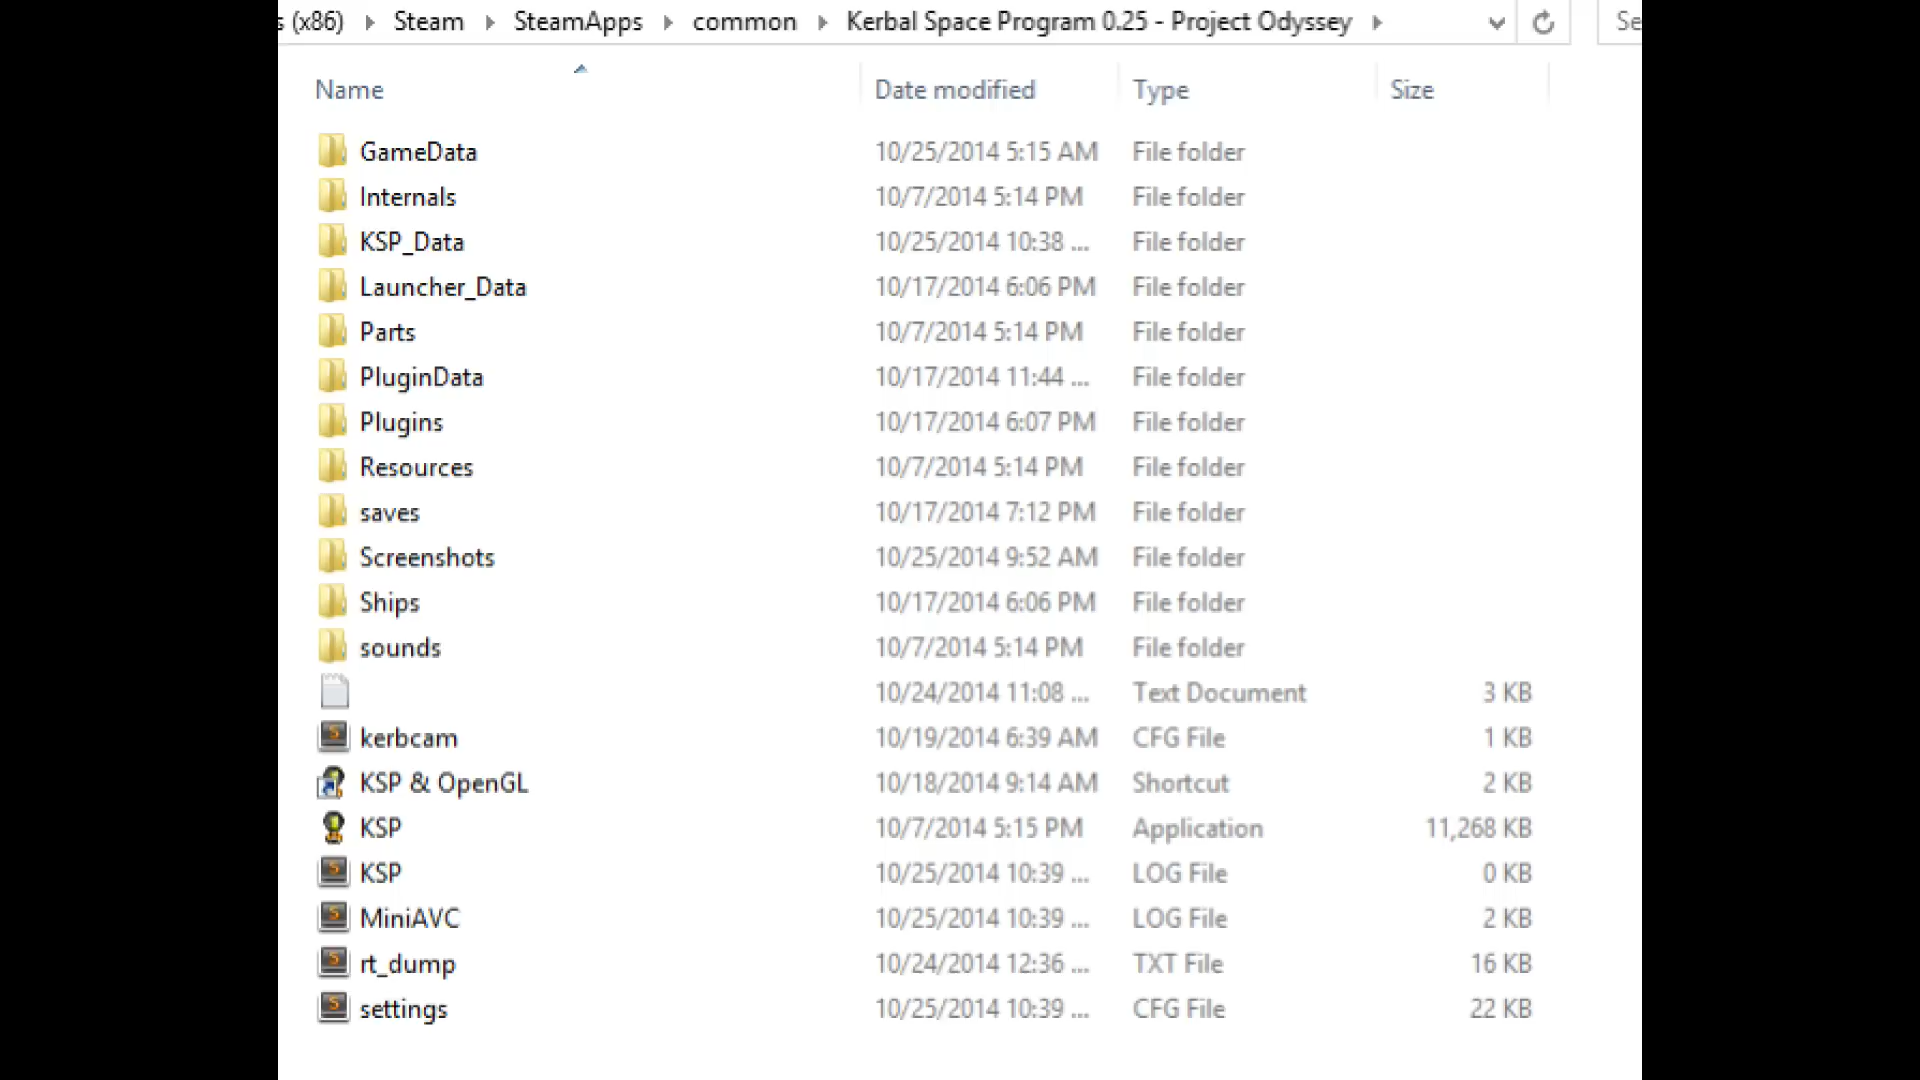 s (x86) Steam SteamApps common Kerbal Space Program 0.25 - Project Odyssey Se
Name Date modified Type Size
GameData 10/25/2014 5:15 AM File folder
Internals 10/7/2014 5:14 PM File folder
KSP_Data 10/25/2014 10:38 ... File folder
Launcher_Data 10/17/2014 6:06 PM File folder
Parts 10/7/2014 5:14 PM File folder
PluginData 10/17/2014 11:44 ... File folder
Plugins 10/17/2014 6:07 PM File folder
Resources 10/7/2014 5:14 PM File folder
saves 10/17/2014 7:12 PM File folder
Screenshots 10/25/2014 9:52 AM File folder
Ships 10/17/2014 6:06 PM File folder
sounds 10/7/2014 5:14 PM File folder
10/24/2014 11:08 ... Text Document 3 KB
kerbcam 10/19/2014 6:39 AM CFG File 1 KB
KSP & OpenGL 10/18/2014 9:14 AM Shortcut 2 KB
KSP 10/7/2014 5:15 PM Application 11,268 KB
KSP 10/25/2014 10:39 ... LOG File 0 KB
MiniAVC 10/25/2014 10:39 ... LOG File 2 KB
rt_dump 10/24/2014 12:36 ... TXT File 16 KB
settings 10/25/2014 10:39 ... CFG File 22 KB